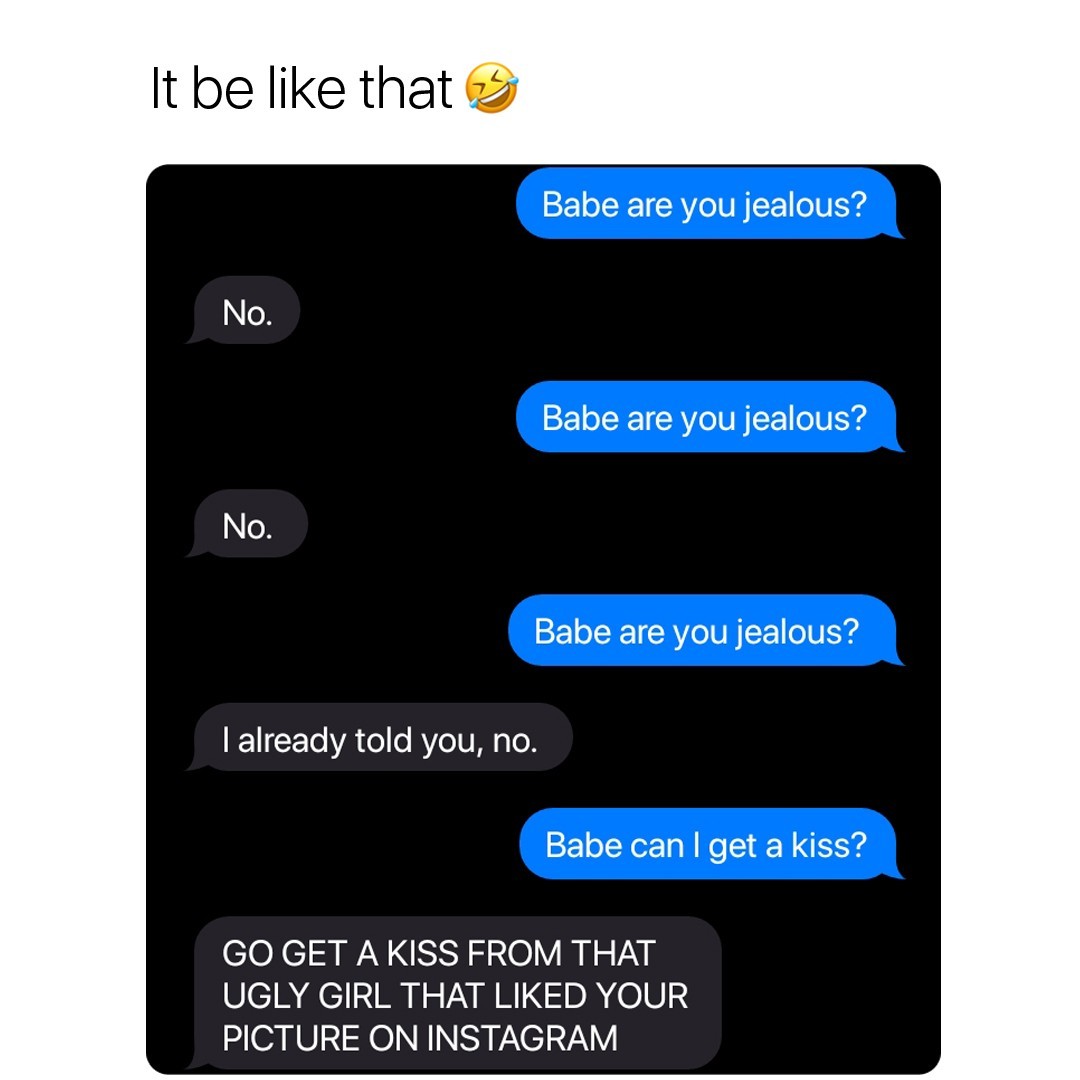 It be like that 🤣
Babe are you jealous?
No.
Babe are you jealous?
No.
Babe are you jealous?
I already told you, no.
Babe can I get a kiss?
GO GET A KISS FROM THAT
UGLY GIRL THAT LIKED YOUR
PICTURE ON INSTAGRAM